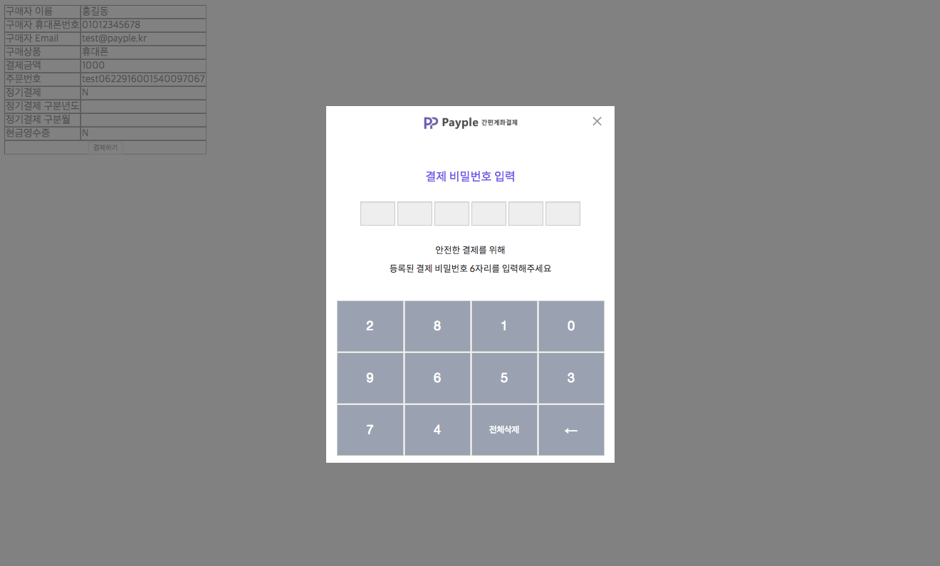 구매자 이름 홍길동
구매자 휴대폰번호 01012345678
구매자 Email test@payple.kr
구매상품 휴대폰
결제금액 1000
주문번호 test0622916001540097067
정기결제 N
정기결제 구분년도
정기결제 구분월
현금영수증 N
결제하기
Payple 간편계좌결제
결제 비밀번호 입력
안전한 결제를 위해
등록된 결제 비밀번호 6자리를 입력해주세요
2 8 1 0
9 6 5 3
7 4 전체삭제 ←